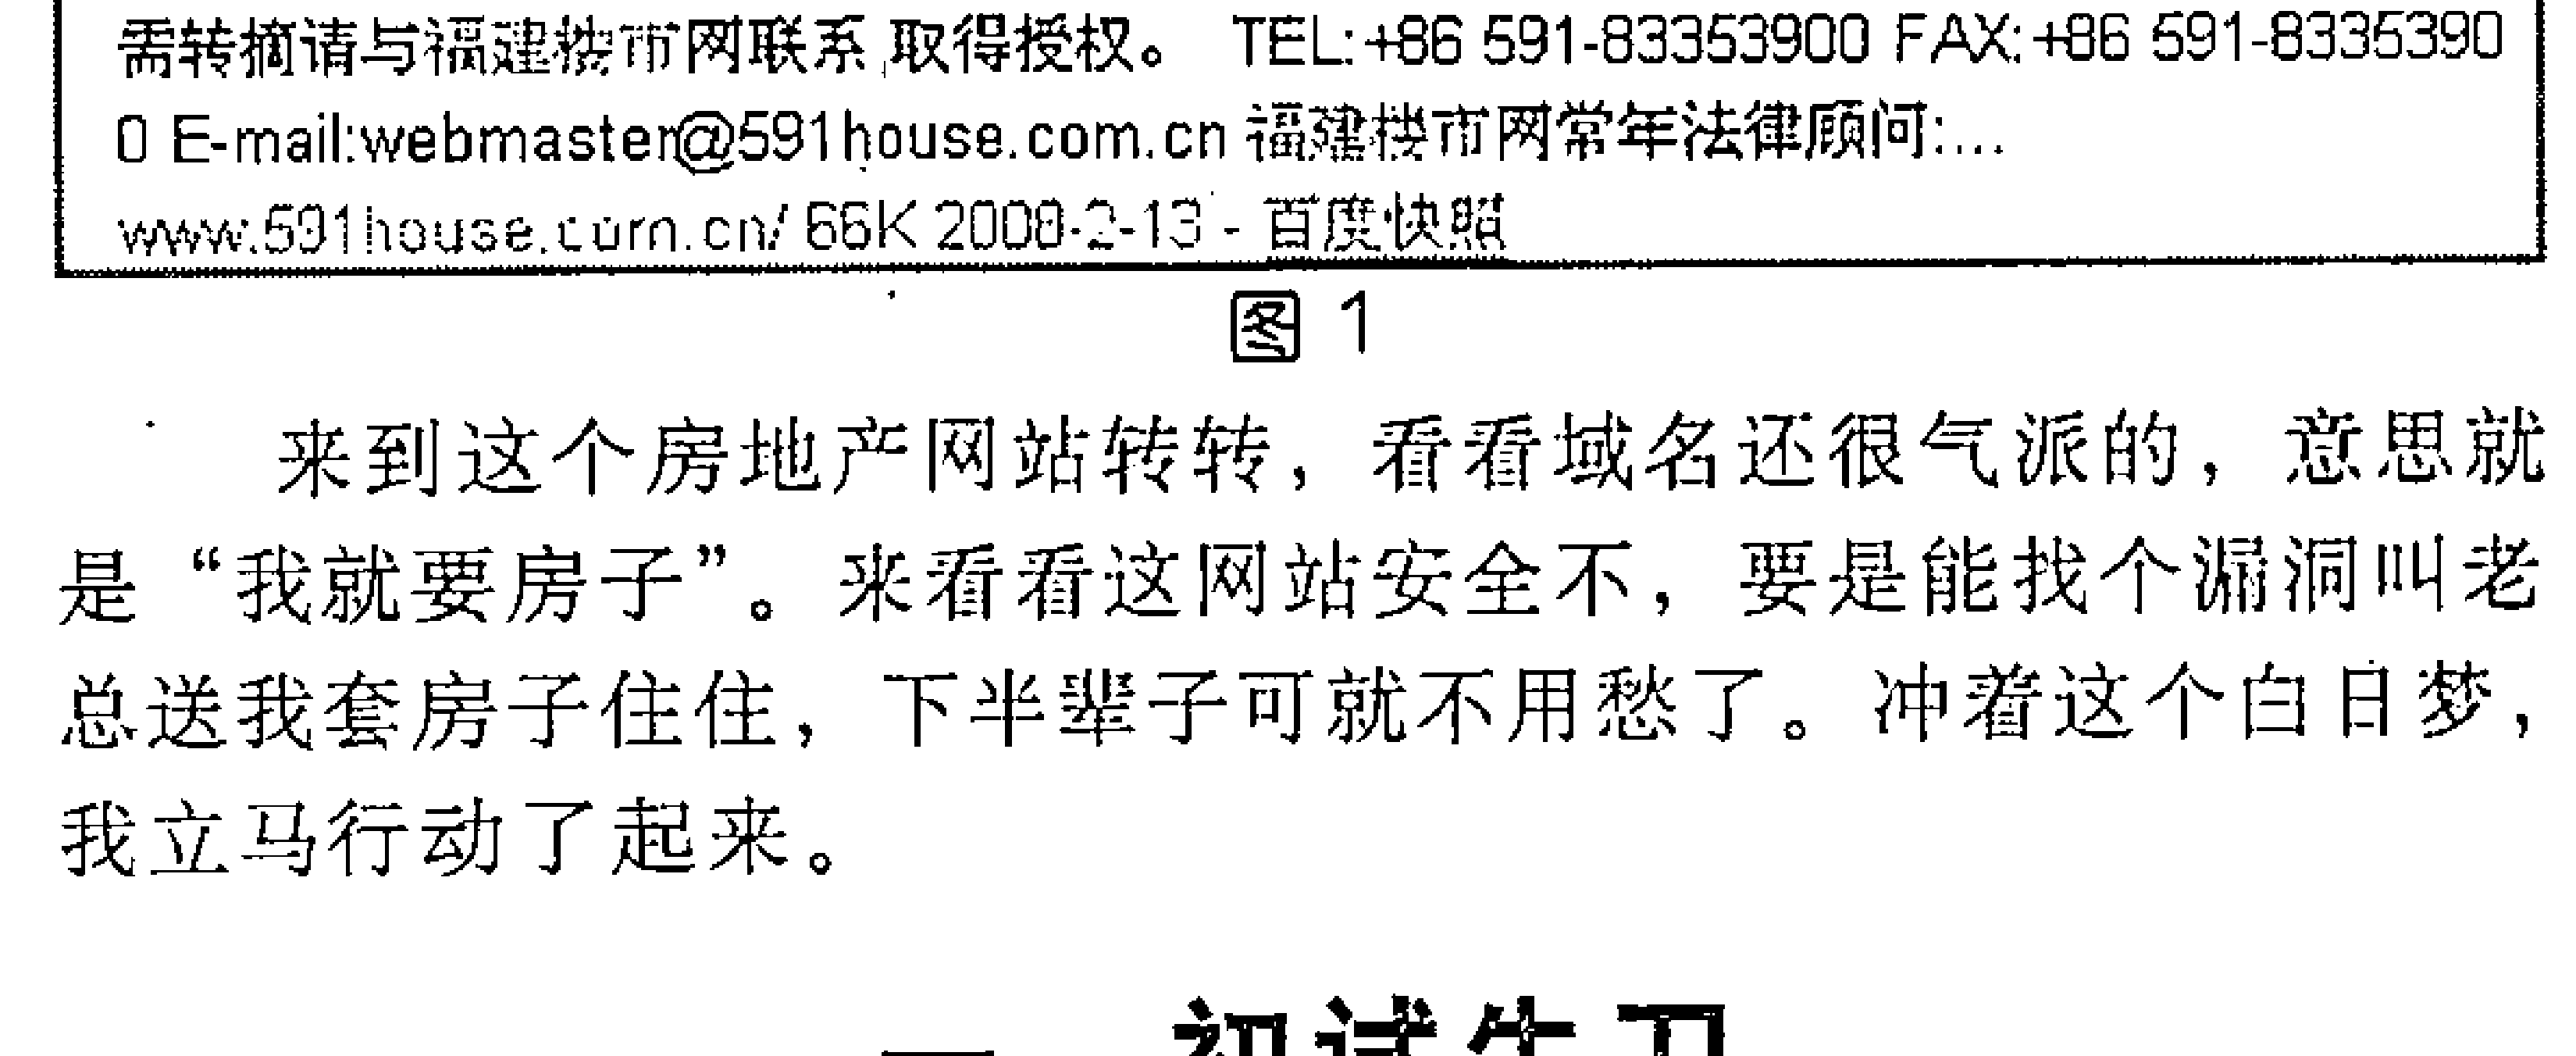 需转摘请与福建楼市网联系,取得授权。 TEL:+86 591-83353900 FAX:+86 591-8335390
0 E-mail:webmaster@591house.com.cn 福建楼市网常年法律顾问:...
www.591house.com.cn/ 66K 2008-2-13 - 百度快照
图 1
来到这个房地产网站转转，看看域名还很气派的，意思就
是“我就要房子”。来看看这网站安全不，要是能找个漏洞叫老
总送我套房子住住，下半辈子可就不用愁了。冲着这个白日梦，
我立马行动了起来。
一 初试牛刀